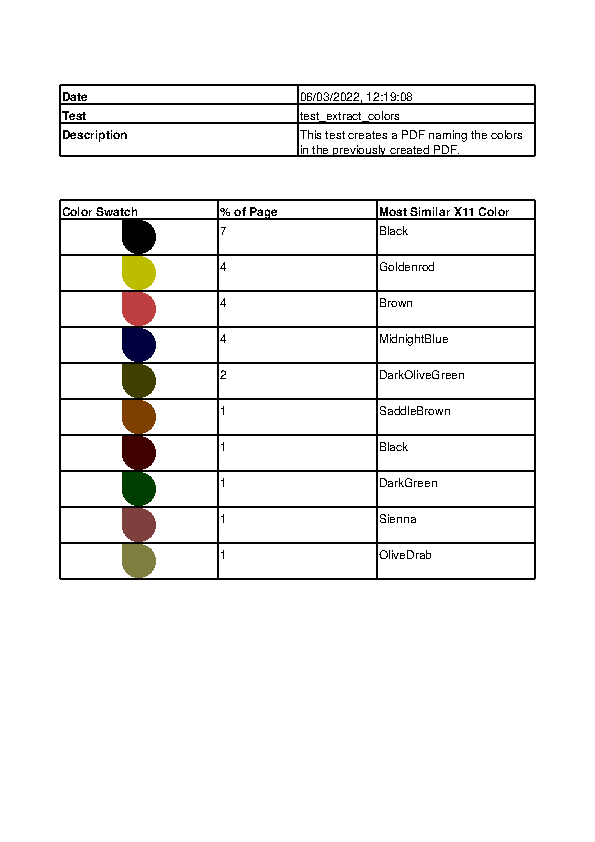 Date 06/03/2022, 12:19:08
Test test_extract_colors
Description This test creates a PDF naming the colors
in the previously created PDF.
Color Swatch % of Page Most Similar X11 Color
7 Black
4 Goldenrod
4 Brown
4 MidnightBlue
2 DarkOliveGreen
1 SaddleBrown
1 Black
1 DarkGreen
1 Sienna
1 OliveDrab